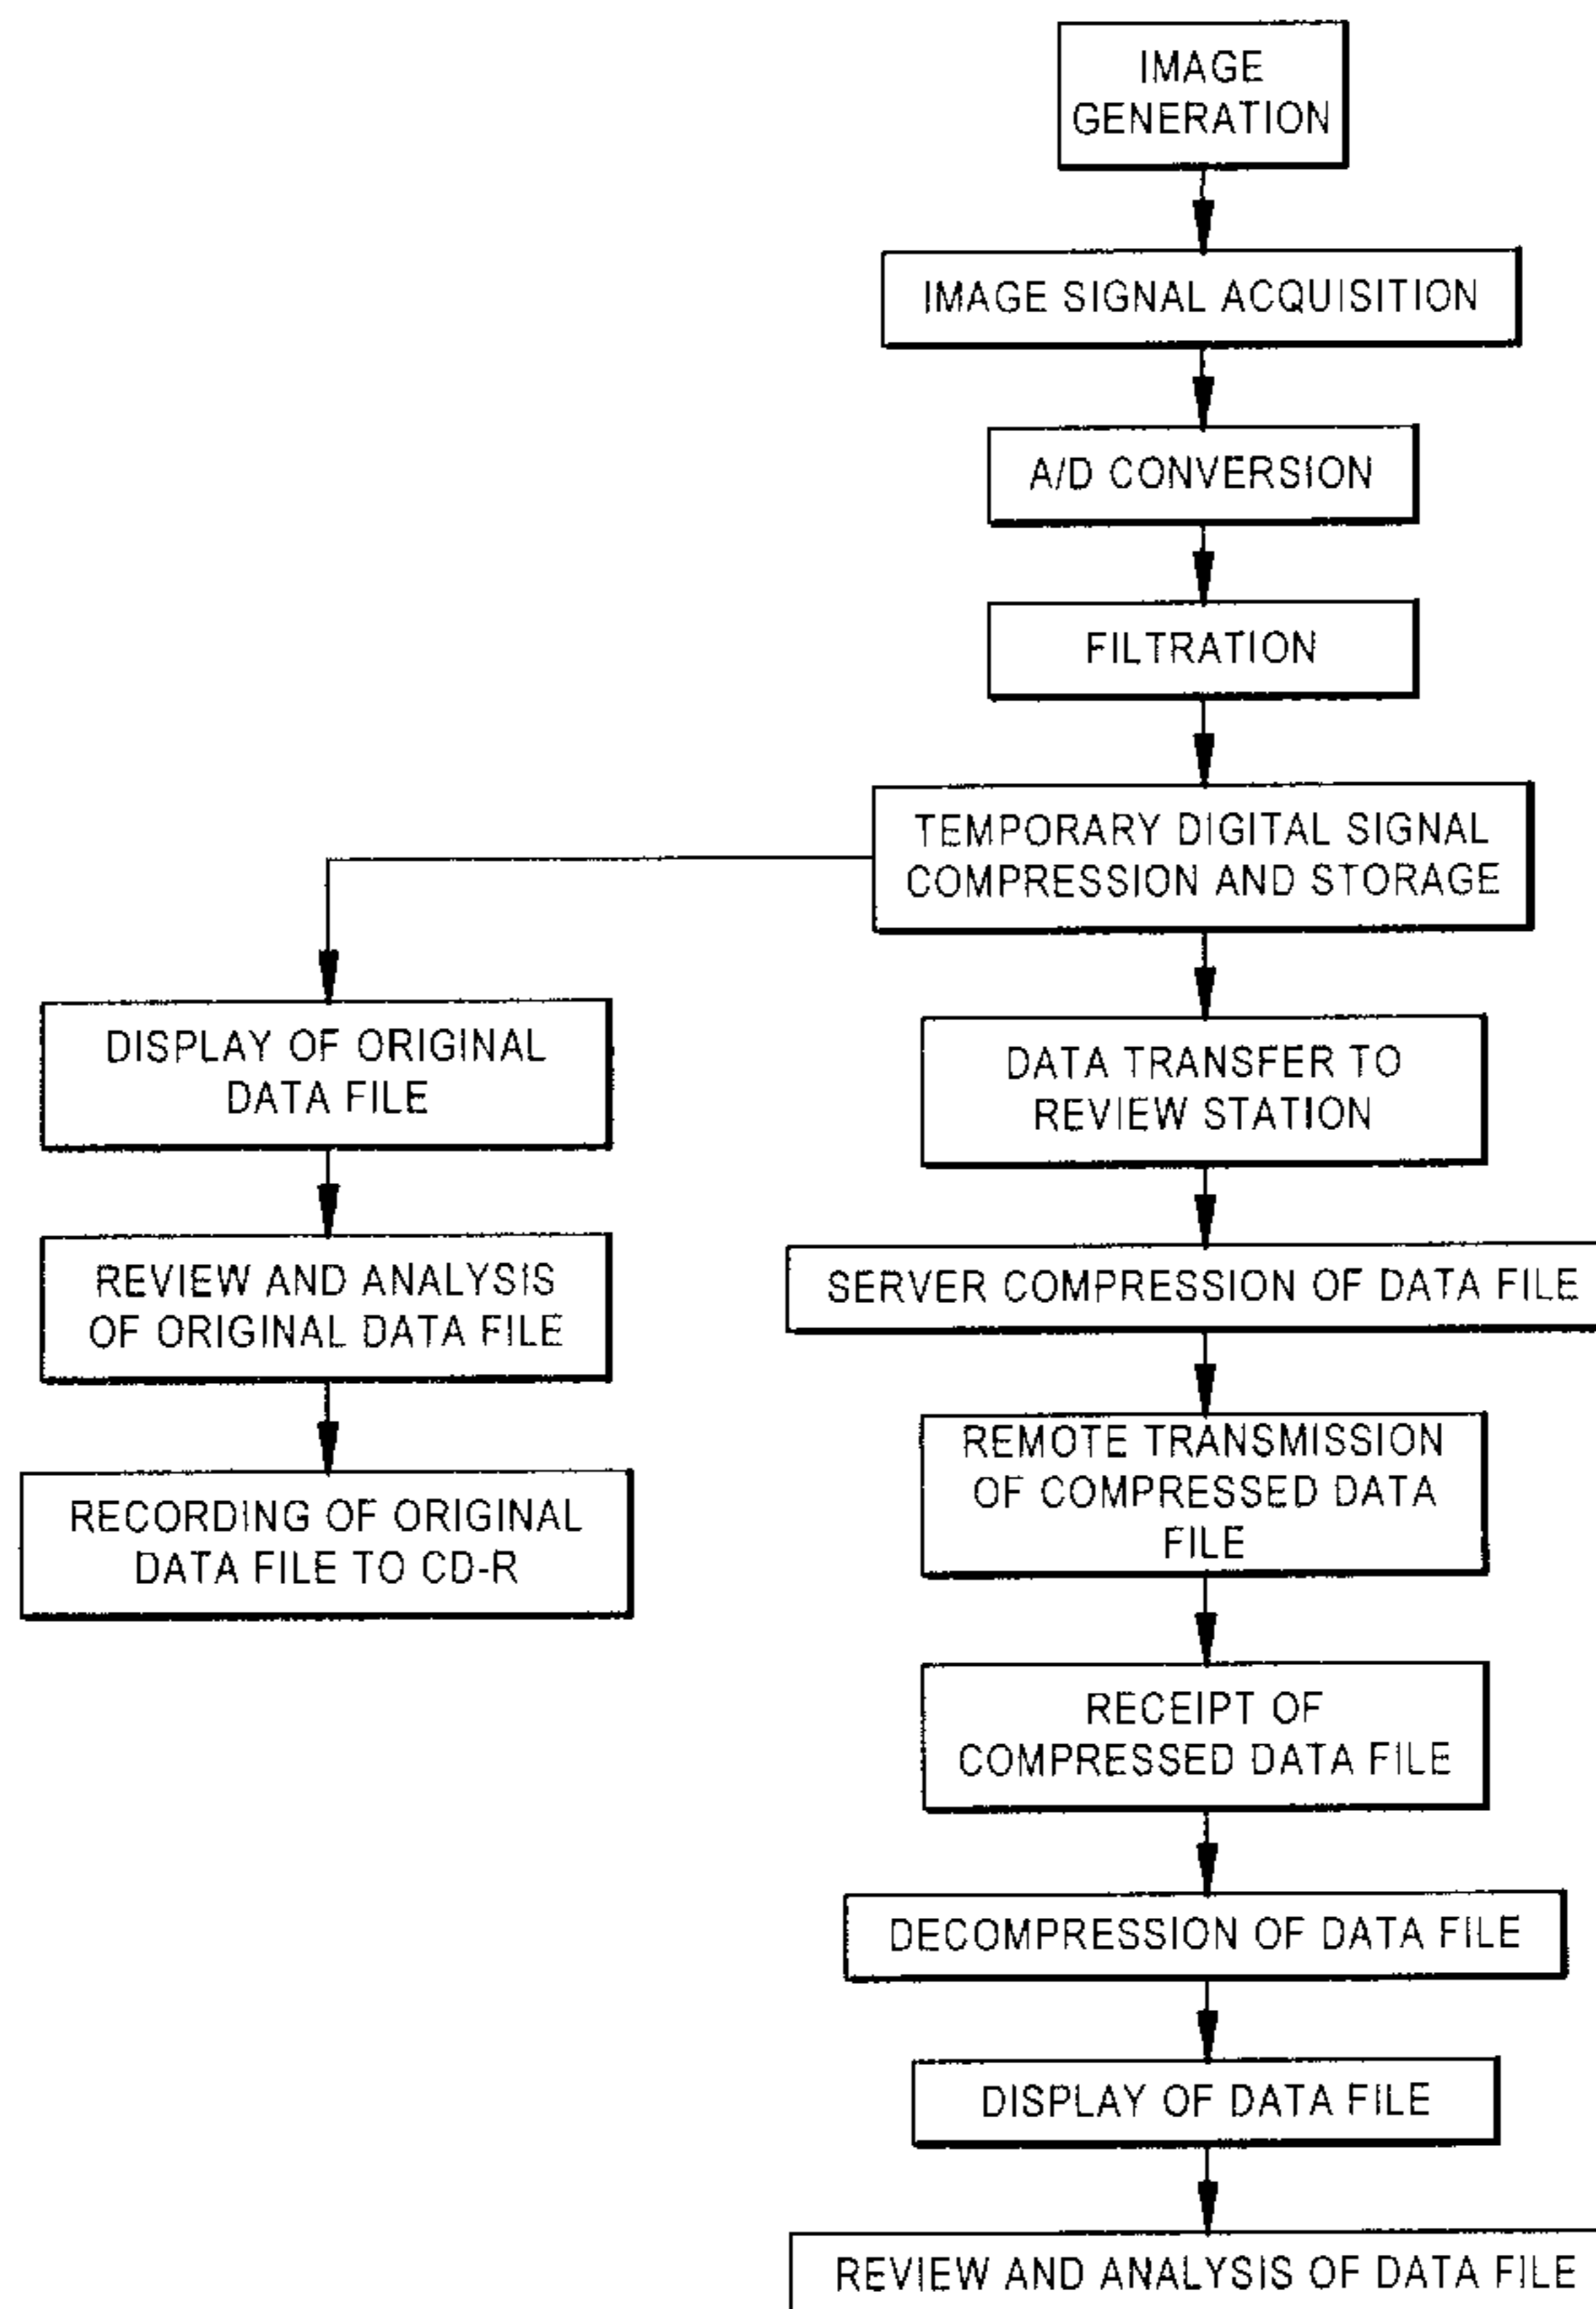 IMAGE
GENERATION
IMAGE SIGNAL ACQUISITION
A/D CONVERSION
FILTRATION
TEMPORARY DIGITAL SIGNAL
COMPRESSION AND STORAGE
DISPLAY OF ORIGINAL
DATA FILE
REVIEW AND ANALYSIS
OF ORIGINAL DATA FILE
RECORDING OF ORIGINAL
DATA FILE TO CD-R
DATA TRANSFER TO
REVIEW STATION
SERVER COMPRESSION OF DATA FILE
REMOTE TRANSMISSION
OF COMPRESSED DATA
FILE
RECEIPT OF
COMPRESSED DATA FILE
DECOMPRESSION OF DATA FILE
DISPLAY OF DATA FILE
REVIEW AND ANALYSIS OF DATA FILE